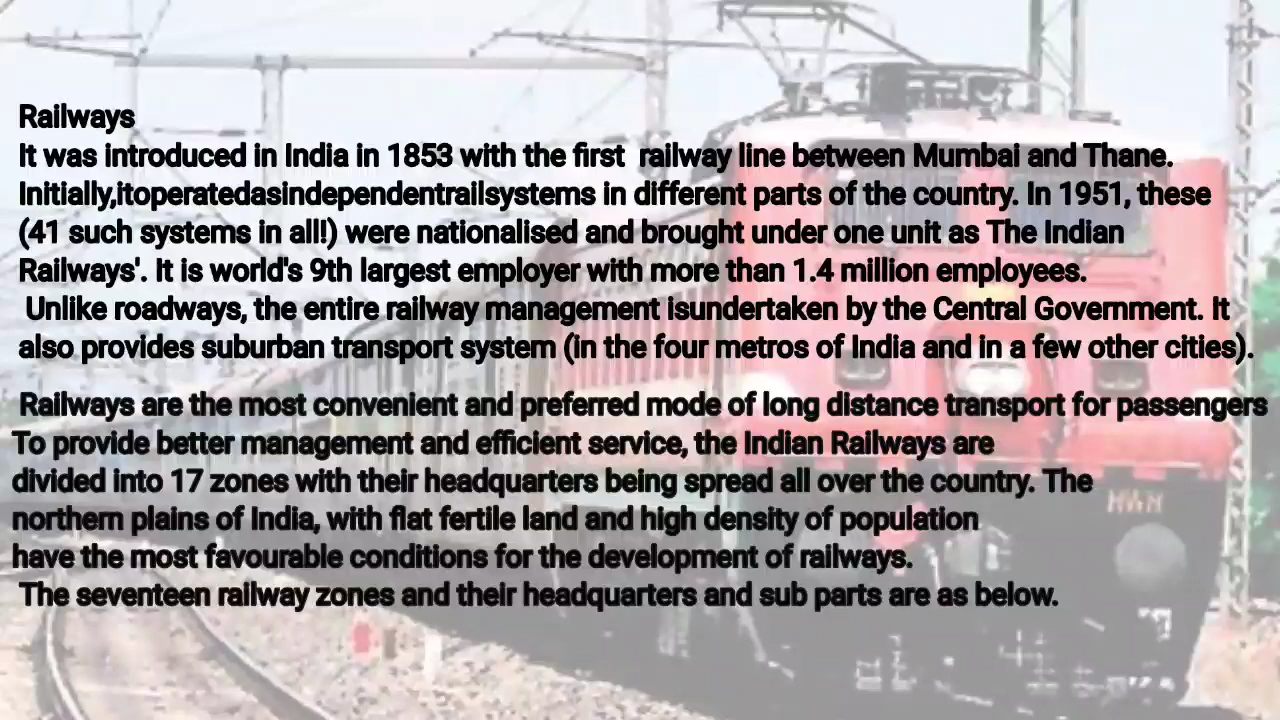 Railways
It was introduced in India in 1853 with the first railway line between Mumbai and Thane.
Initially,itoperatedasindependentrailsystems in different parts of the country. In 1951, these
(41 such systems in all!) were nationalised and brought under one unit as The Indian
Railways'. It is world's 9th largest employer with more than 1.4 million employees.
Unlike roadways, the entire railway management isundertaken by the Central Government. It
also provides suburban transport system (in the four metros of India and in a few other cities).
Railways are the most convenient and preferred mode of long distance transport for passengers
To provide better management and efficient service, the Indian Railways are
divided into 17 zones with their headquarters being spread all over the country. The
northern plains of India, with flat fertile land and high density of population
have the most favourable conditions for the development of railways.
The seventeen railway zones and their headquarters and sub parts are as below.